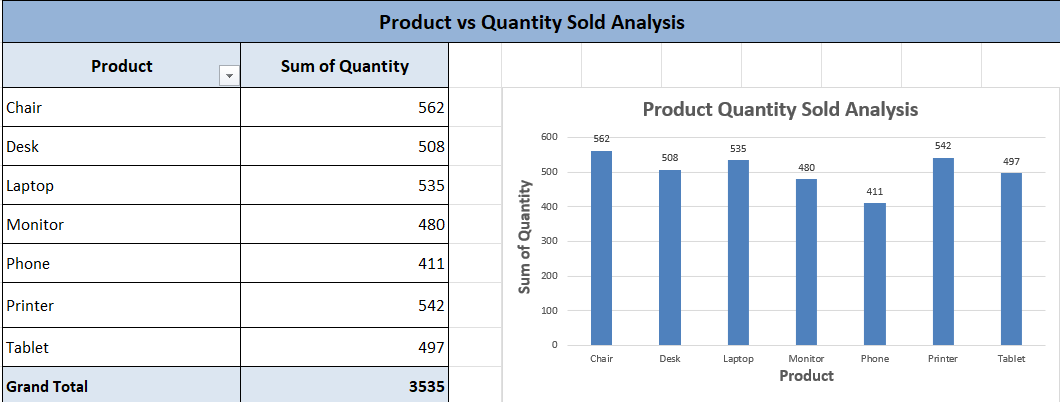 Product vs Quantity Sold Analysis
Product Sum of Quantity
Chair 562
Desk 508
Laptop 535
Monitor 480
Phone 411
Printer 542
Tablet 497
Grand Total 3535
Product Quantity Sold Analysis
Sum of Quantity
600
500
400
300
200
100
0
562 508 535 480 411 542 497
Chair Desk Laptop Monitor Phone Printer Tablet
Product